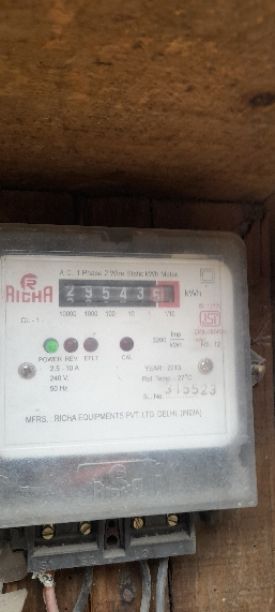 A.C. 1 Phase 2 Wire Static kWh Meter
RICHA
29543
kWh
10000 1000 100 10 1 1/10
CL - 1
3200 imp/kWh
POWER REV. E/LT CAL
2.5 - 10 A
240 V.
50 Hz
YEAR : 2013
Ref. Temp : 27°C
Sr. No. 315523
MFRS. : RICHA EQUIPMENTS PVT. LTD. DELHI (INDIA)